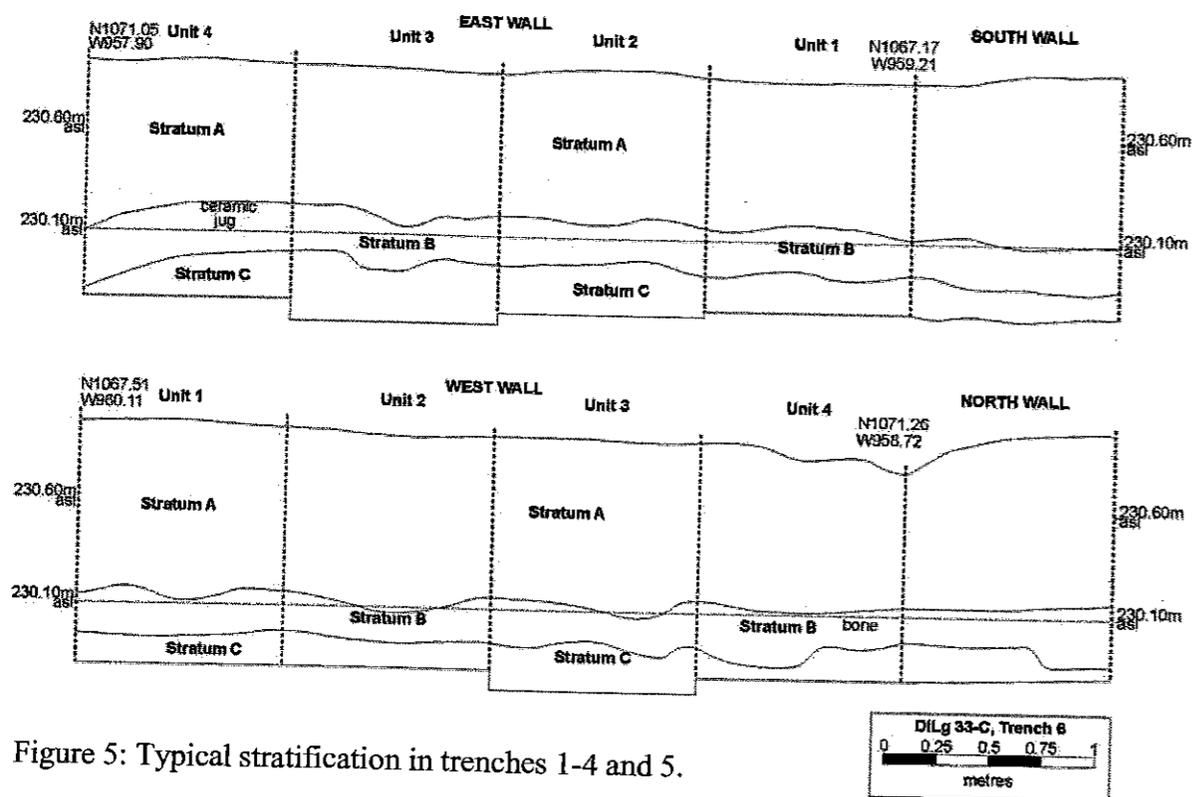 EAST WALL
N1071.05 Unit 4
W957.90
Unit 3
Unit 2
Unit 1
N1067.17
W959.21
SOUTH WALL
230.60m
asl
Stratum A
Stratum A
230.60m
asl
ceramic
jug
230.10m
asl
Stratum B
Stratum B
230.10m
asl
Stratum C
Stratum C
WEST WALL
N1067.51
W960.11
Unit 1
Unit 2
Unit 3
Unit 4
N1071.26
W958.72
NORTH WALL
230.60m
asl
Stratum A
Stratum A
230.60m
asl
230.10m
asl
Stratum B
Stratum B
bone
230.10m
asl
Stratum C
Stratum C
DlLg 33-C, Trench 6
0 0.25 0.5 0.75 1
metres
Figure 5: Typical stratification in trenches 1-4 and 5.